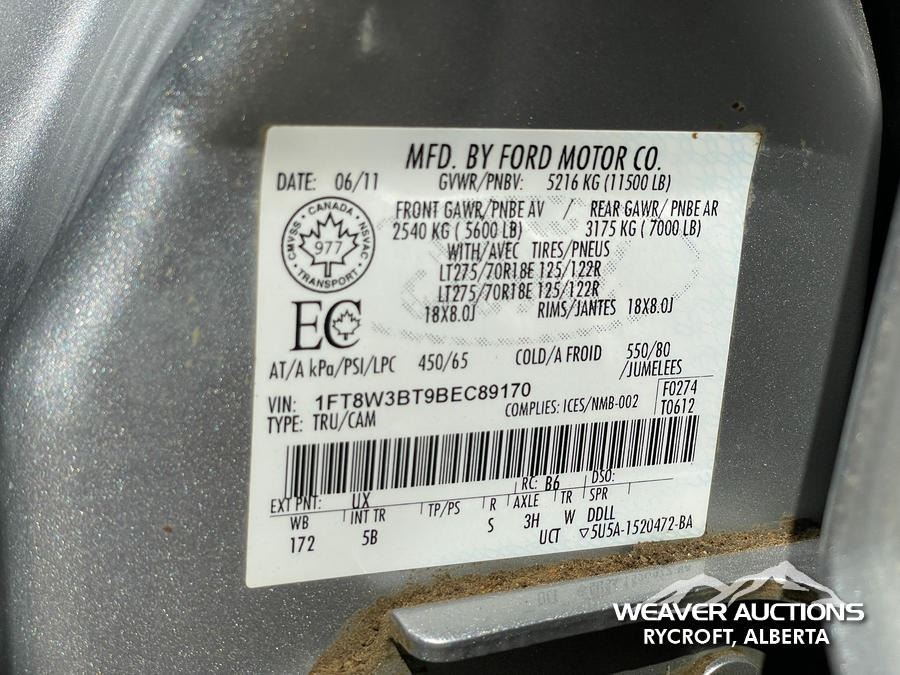 MFD. BY FORD MOTOR CO.
DATE: 06/11 GVWR/PNBV: 5216 KG (11500 LB)
FRONT GAWR/PNBE AV / REAR GAWR/PNBE AR
2540 KG ( 5600 LB) 3175 KG ( 7000 LB)
WITH/AVEC TIRES/PNEUS
LT275/70R18E 125/122R
LT275/70R18E 125/122R
18X8.0J RIMS/JANTES 18X8.0J
CANADA
CMVSS 977 NSVAC
TRANSPORT
EC
AT/A kPa/PSI/LPC 450/65 COLD/A FROID 550/80
/JUMELEES
VIN: 1FT8W3BT9BEC89170
TYPE: TRU/CAM COMPLIES: ICES/NMB-002
F0274
T0612
EXT PNT: UX RC: B6 DSO:
WB INT TR TP/PS R AXLE TR SPR
172 5B S 3H W DDLL
UCT ▽5U5A-1520472-BA
WEAVER AUCTIONS
RYCROFT, ALBERTA